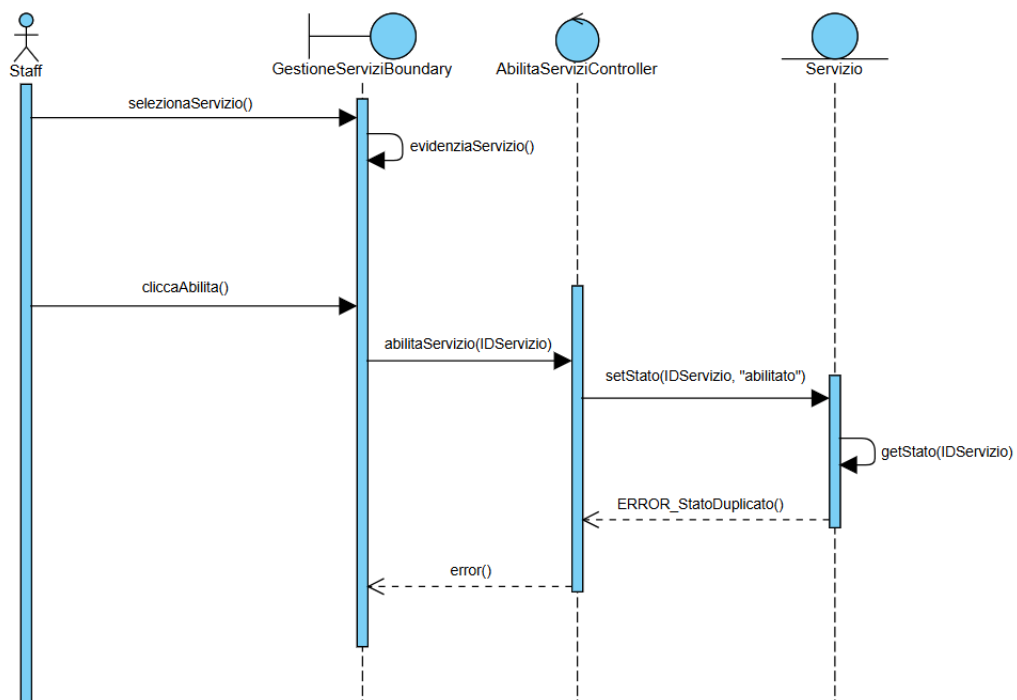 Staff
GestioneServiziBoundary
AbilitaServiziController
Servizio
selezionaServizio()
evidenziaServizio()
cliccaAbilita()
abilitaServizio(IDServizio)
setStato(IDServizio, "abilitato")
getStato(IDServizio)
ERROR_StatoDuplicato()
error()